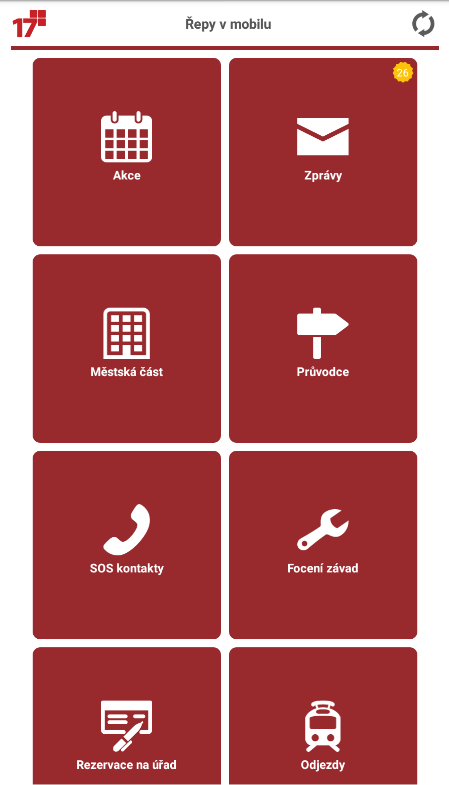 17
Řepy v mobilu
26
Akce
Zprávy
Městská část
Průvodce
SOS kontakty
Focení závad
Rezervace na úřad
Odjezdy